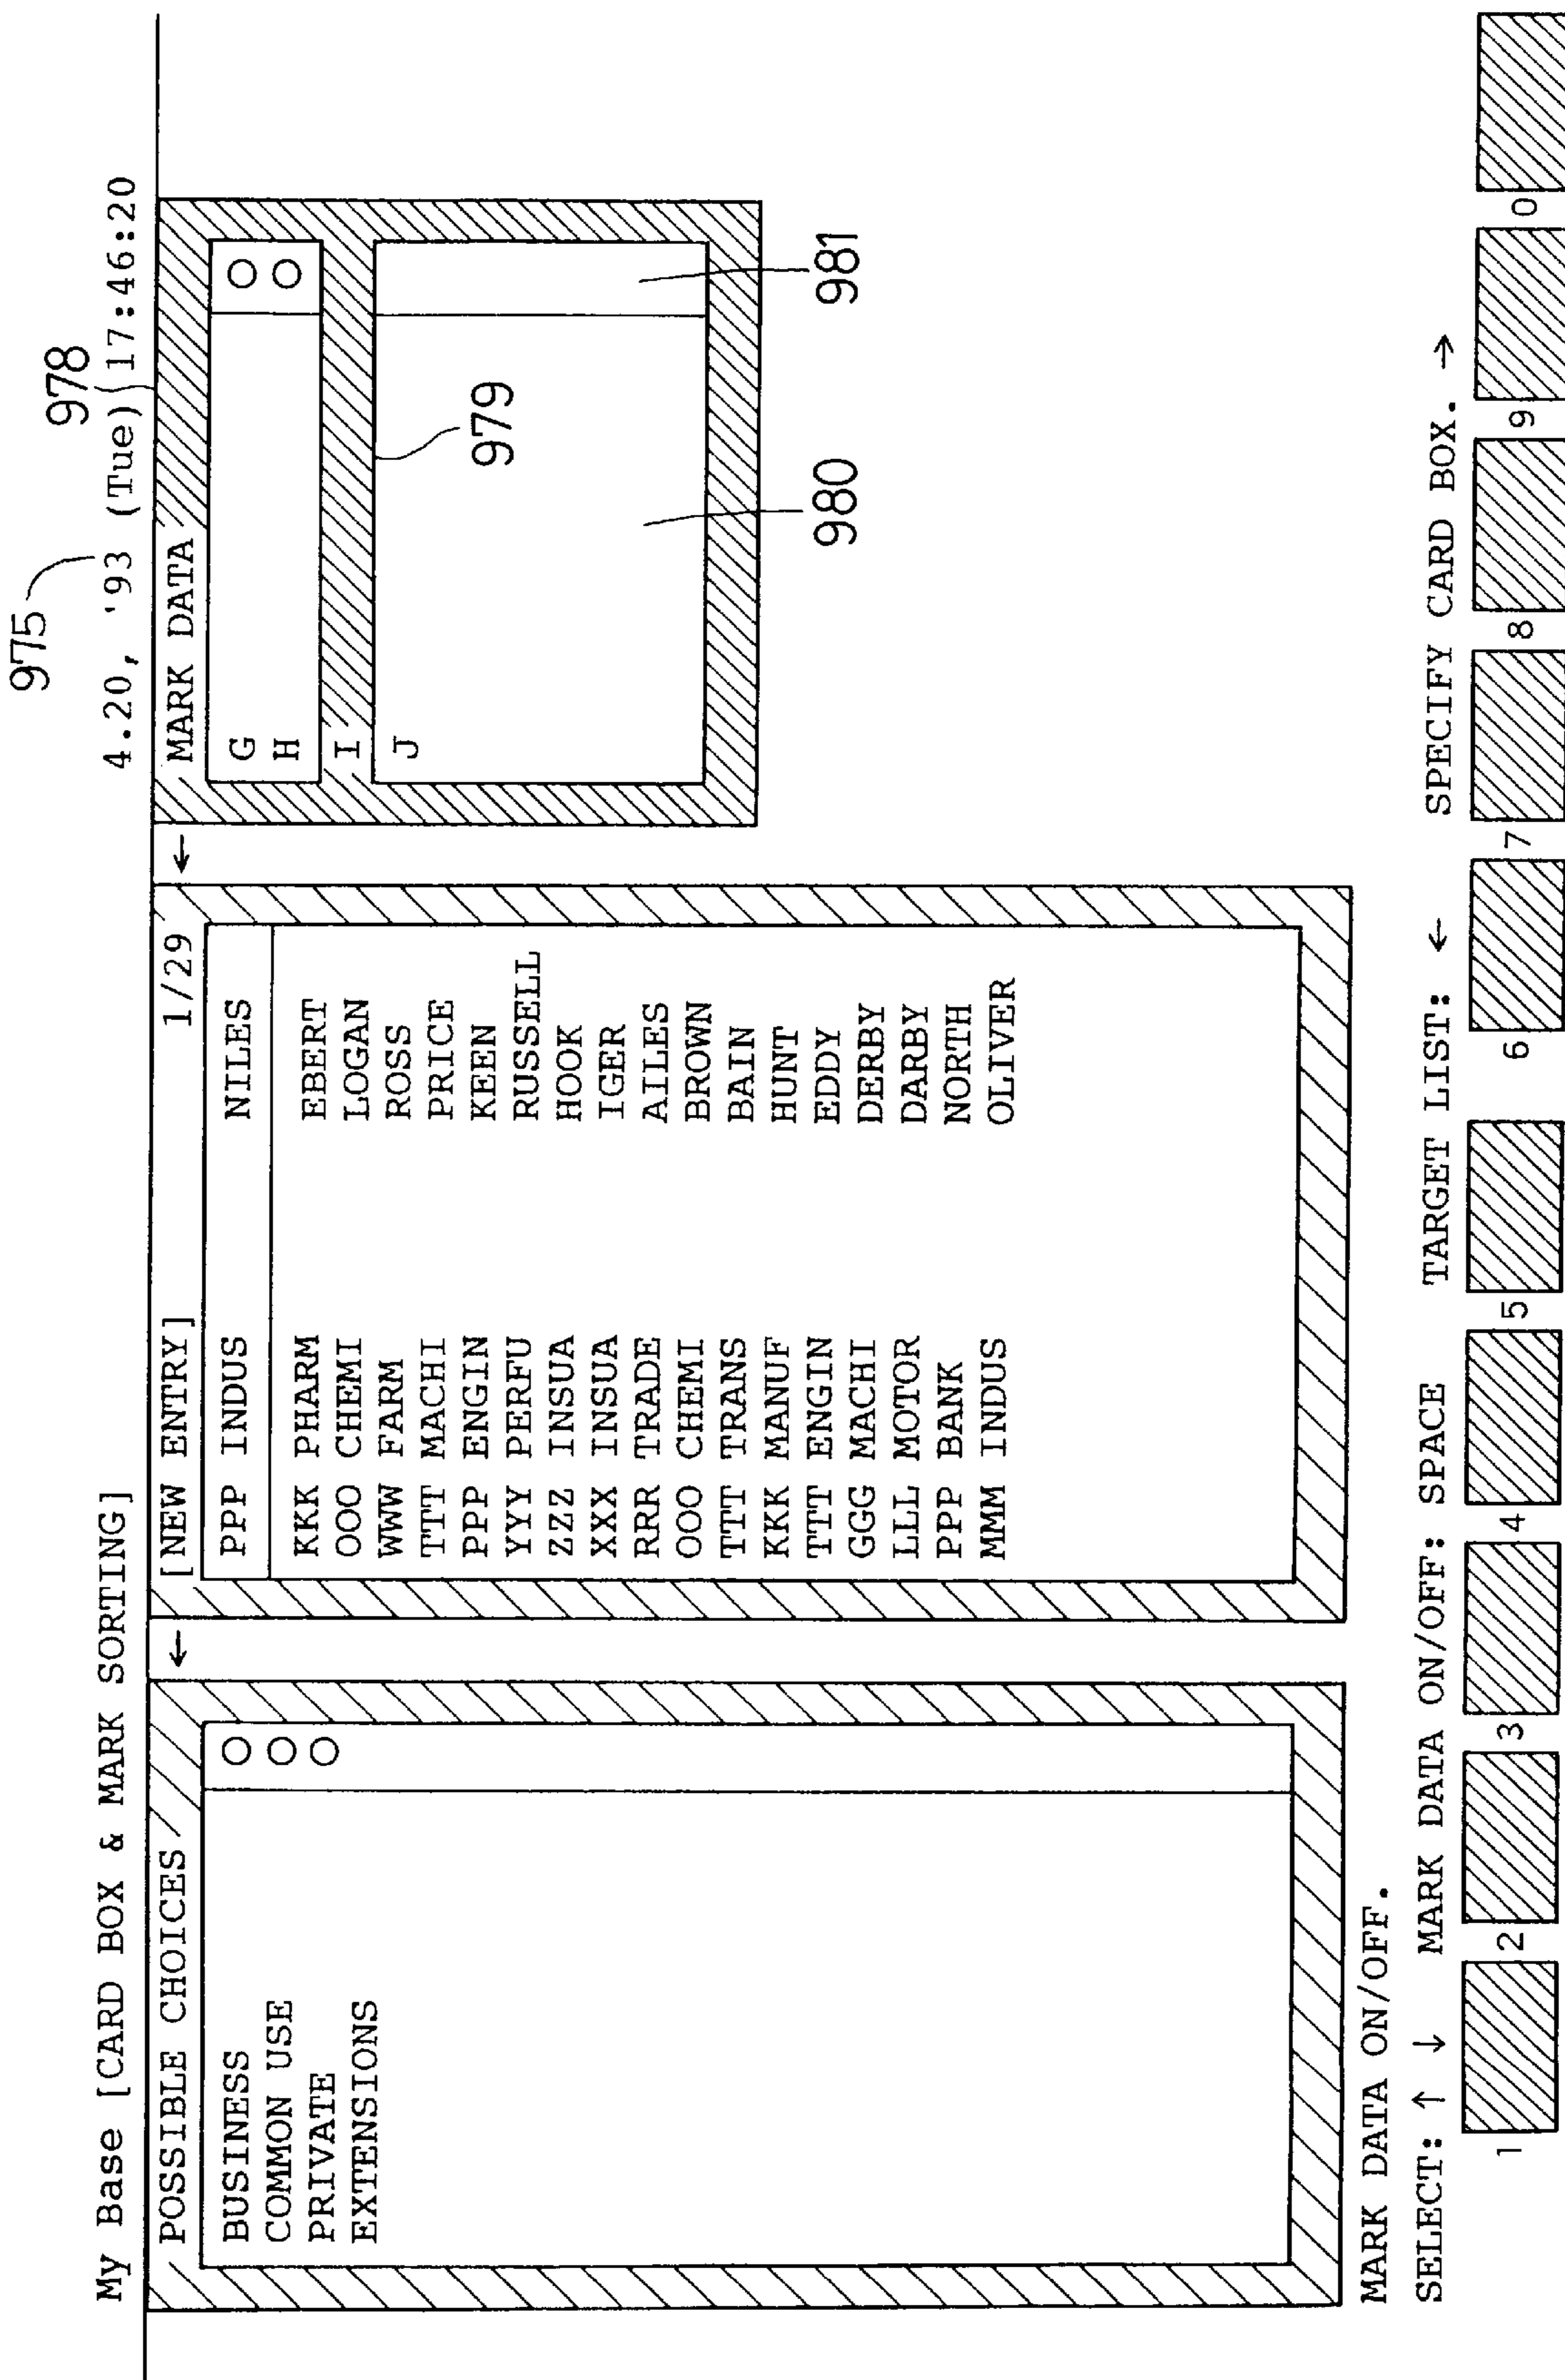 975
978
My Base [CARD BOX & MARK SORTING] 4.20, '93 (Tue) 17:46:20
POSSIBLE CHOICES
BUSINESS ○
COMMON USE ○
PRIVATE ○
EXTENSIONS
←
[NEW ENTRY] 1/29
PPP INDUS NILES
KKK PHARM EBERT
OOO CHEMI LOGAN
WWW FARM ROSS
TTT MACHI PRICE
PPP ENGIN KEEN
YYY PERFU RUSSELL
ZZZ INSUA HOOK
XXX INSUA IGER
RRR TRADE AILES
OOO CHEMI BROWN
TTT TRANS BAIN
KKK MANUF HUNT
TTT ENGIN EDDY
GGG MACHI DERBY
LLL MOTOR DARBY
PPP BANK NORTH
MMM INDUS OLIVER
←
MARK DATA
G ○
H ○
I
J
979
980
981
MARK DATA ON/OFF.
SELECT: ↑ ↓ MARK DATA ON/OFF: SPACE TARGET LIST: ← SPECIFY CARD BOX. →
1 2 3 4 5 6 7 8 9 0